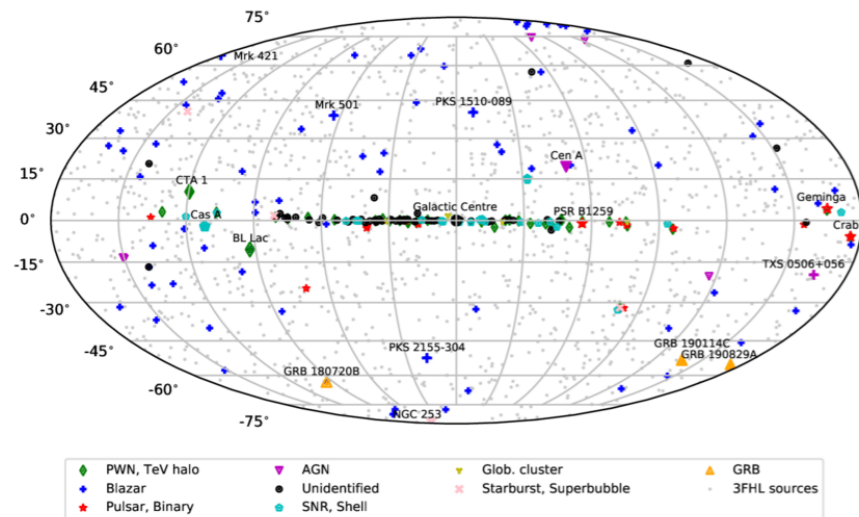 75°
60°
Mrk 421
45°
Mrk 501
PKS 1510-089
30°
Cen A
15°
CTA 1
Geminga
Galactic Centre
PSR B1259
0°
Cas A
Crab
BL Lac
-15°
TXS 0506+056
-30°
-45°
PKS 2155-304
GRB 190114C
GRB 190829A
GRB 180720B
-60°
NGC 253
-75°
PWN, TeV halo
AGN
Glob. cluster
GRB
Blazar
Unidentified
Starburst, Superbubble
3FHL sources
Pulsar, Binary
SNR, Shell